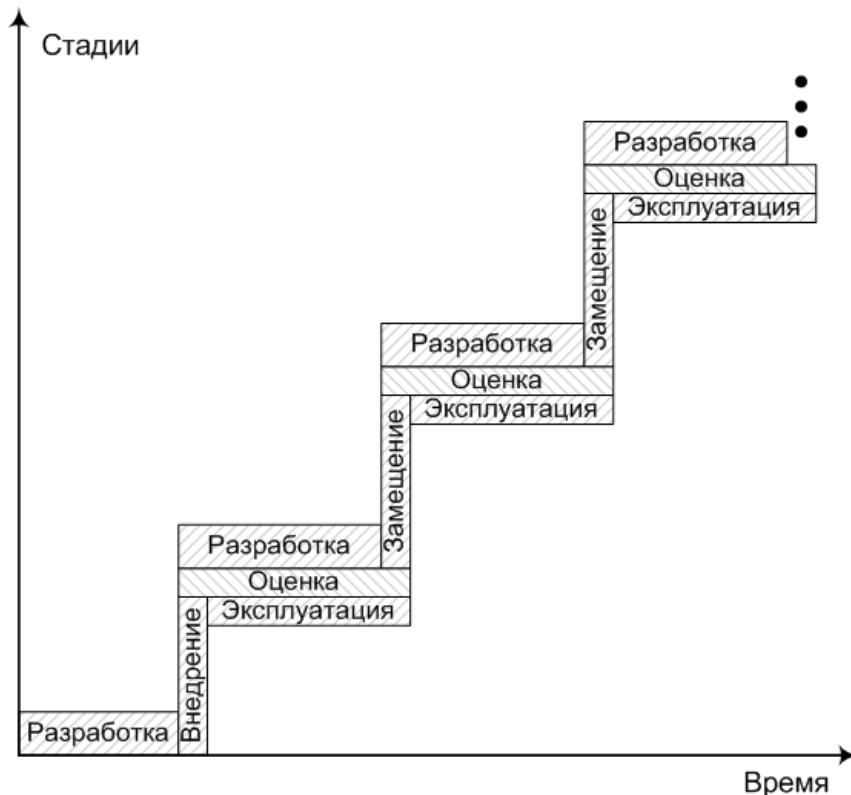 Стадии
Разработка
Оценка
Эксплуатация
Замещение
Разработка
Оценка
Эксплуатация
Замещение
Разработка
Оценка
Эксплуатация
Внедрение
Разработка
Время